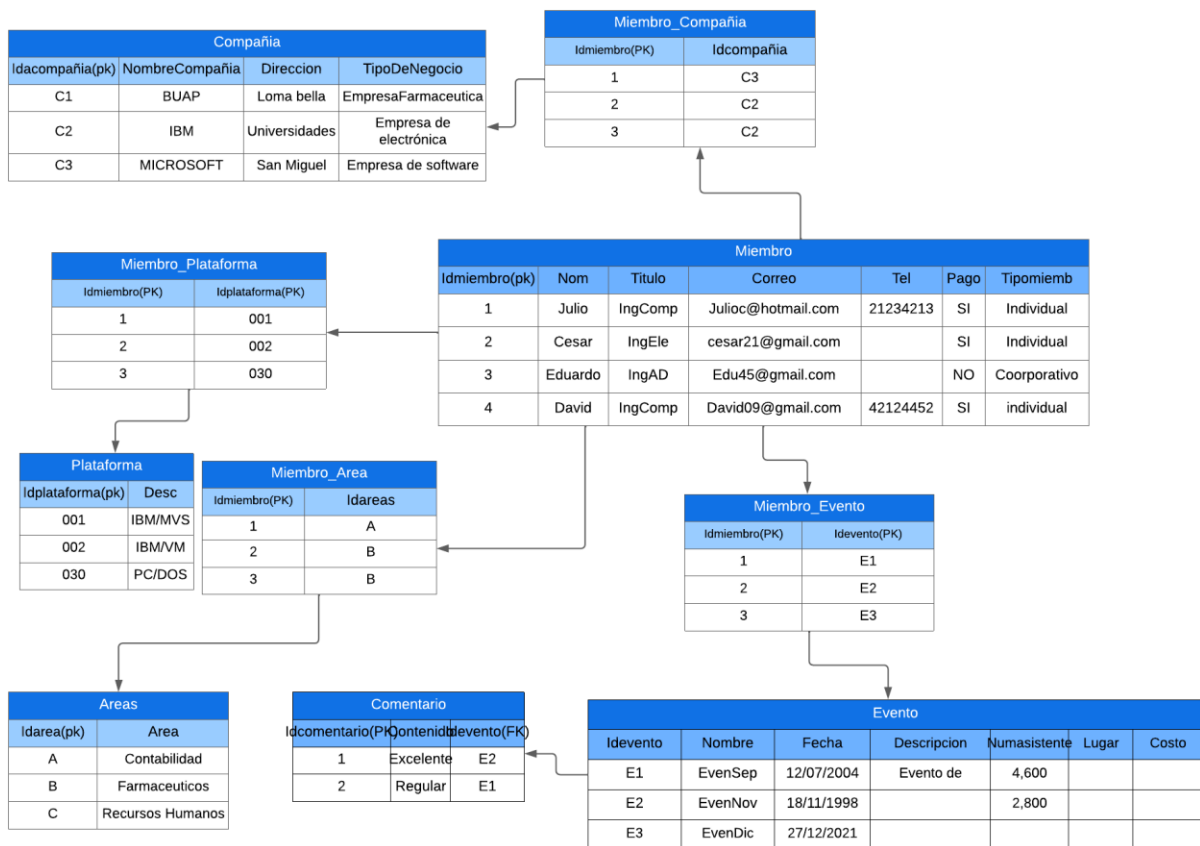 Compañia
Idacompañia(pk) NombreCompañia Direccion TipoDeNegocio
C1 BUAP Loma bella EmpresaFarmaceutica
C2 IBM Universidades Empresa de
electrónica
C3 MICROSOFT San Miguel Empresa de software
Miembro_Compañia
Idmiembro(PK) Idcompañia
1 C3
2 C2
3 C2
Miembro
Idmiembro(pk) Nom Titulo Correo Tel Pago Tipomiemb
1 Julio IngComp Julioc@hotmail.com 21234213 SI Individual
2 Cesar IngEle cesar21@gmail.com SI Individual
3 Eduardo IngAD Edu45@gmail.com NO Coorporativo
4 David IngComp David09@gmail.com 42124452 SI individual
Miembro_Plataforma
Idmiembro(PK) Idplataforma(PK)
1 001
2 002
3 030
Plataforma
Idplataforma(pk) Desc
001 IBM/MVS
002 IBM/VM
030 PC/DOS
Miembro_Area
Idmiembro(PK) Idareas
1 A
2 B
3 B
Miembro_Evento
Idmiembro(PK) Idevento(PK)
1 E1
2 E2
3 E3
Areas
Idarea(pk) Area
A Contabilidad
B Farmaceuticos
C Recursos Humanos
Comentario
Idcomentario(PK) Contenido Idevento(FK)
1 Excelente E2
2 Regular E1
Evento
Idevento Nombre Fecha Descripcion Numasistente Lugar Costo
E1 EvenSep 12/07/2004 Evento de 4,600
E2 EvenNov 18/11/1998 2,800
E3 EvenDic 27/12/2021